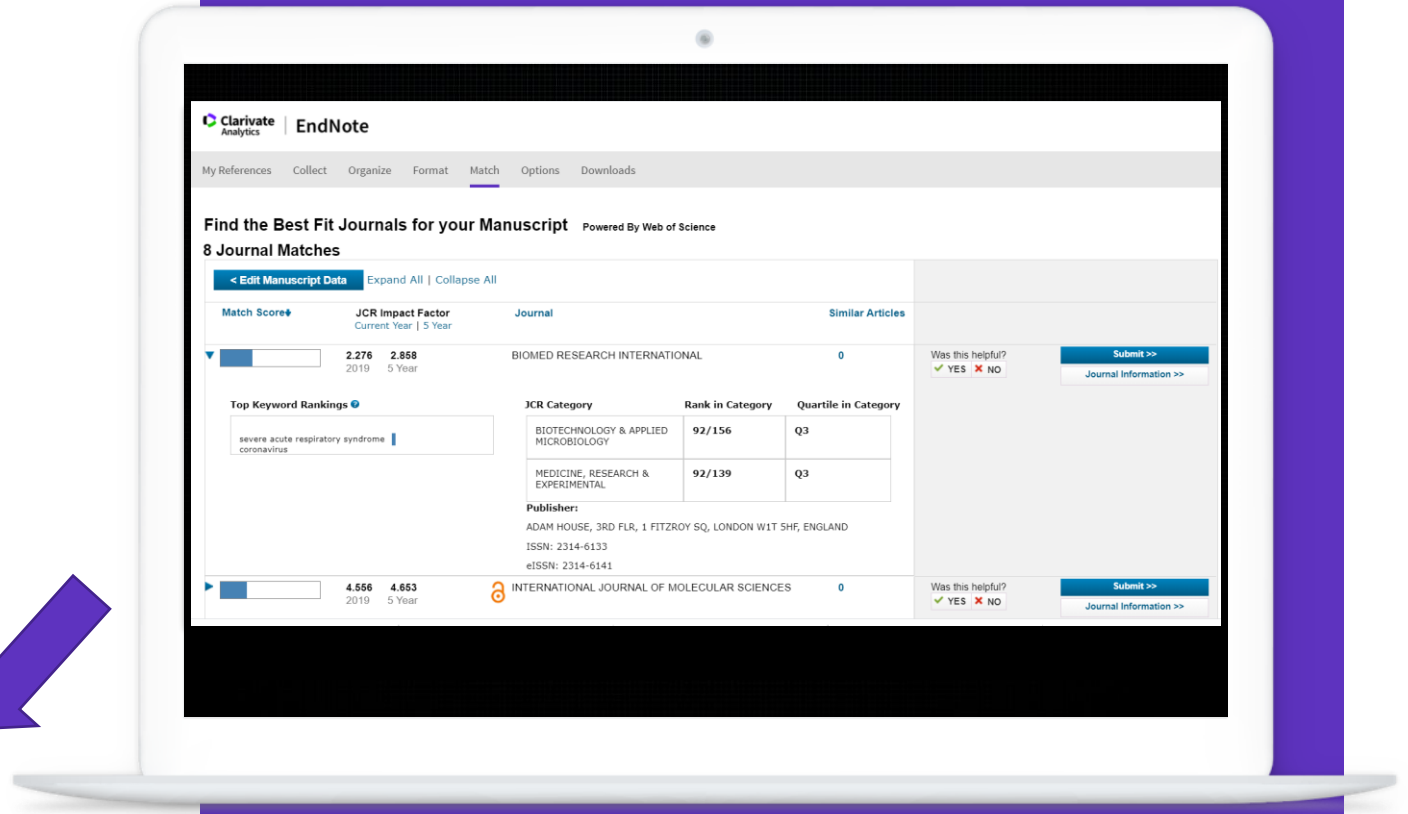 Clarivate Analytics | EndNote
My References Collect Organize Format Match Options Downloads
Find the Best Fit Journals for your Manuscript Powered By Web of Science
8 Journal Matches
< Edit Manuscript Data Expand All | Collapse All
Match Score JCR Impact Factor Journal Similar Articles
Current Year | 5 Year
2.276 2.858 BIOMED RESEARCH INTERNATIONAL 0 Was this helpful? Submit >>
2019 5 Year YES NO Journal Information >>
Top Keyword Rankings JCR Category Rank in Category Quartile in Category
severe acute respiratory syndrome
coronavirus
BIOTECHNOLOGY & APPLIED 92/156 Q3
MICROBIOLOGY
MEDICINE, RESEARCH & 92/139 Q3
EXPERIMENTAL
Publisher:
ADAM HOUSE, 3RD FLR, 1 FITZROY SQ, LONDON W1T 5HF, ENGLAND
ISSN: 2314-6133
eISSN: 2314-6141
4.556 4.653 INTERNATIONAL JOURNAL OF MOLECULAR SCIENCES 0 Was this helpful? Submit >>
2019 5 Year YES NO Journal Information >>